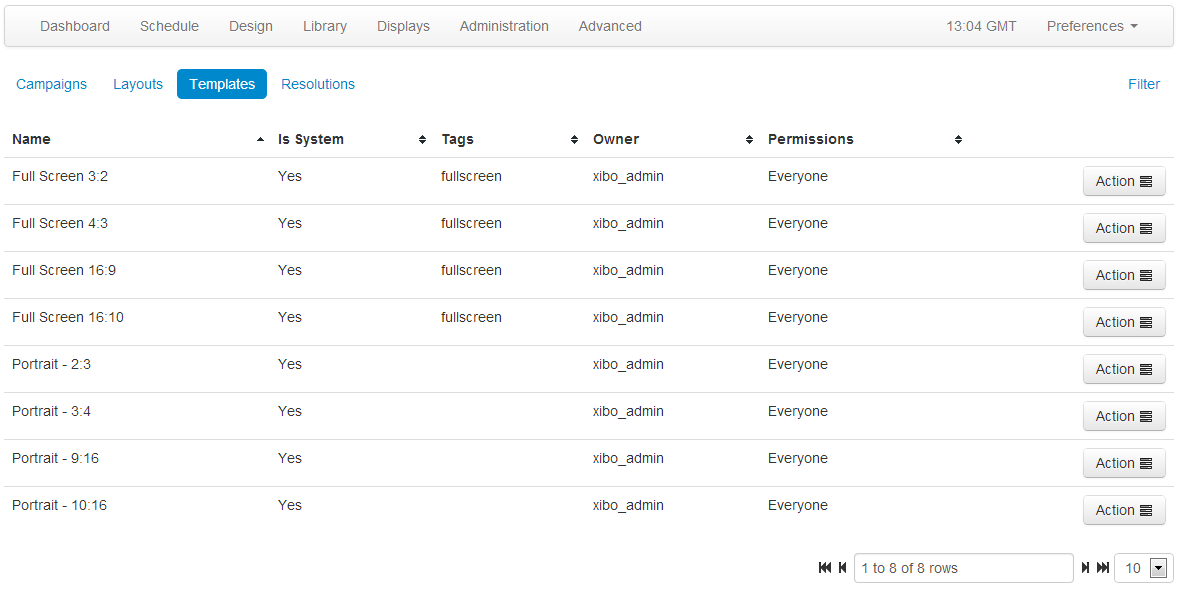 Dashboard Schedule Design Library Displays Administration Advanced 13:04 GMT Preferences
Campaigns Layouts Templates Resolutions Filter
Name Is System Tags Owner Permissions
Full Screen 3:2 Yes fullscreen xibo_admin Everyone Action
Full Screen 4:3 Yes fullscreen xibo_admin Everyone Action
Full Screen 16:9 Yes fullscreen xibo_admin Everyone Action
Full Screen 16:10 Yes fullscreen xibo_admin Everyone Action
Portrait - 2:3 Yes xibo_admin Everyone Action
Portrait - 3:4 Yes xibo_admin Everyone Action
Portrait - 9:16 Yes xibo_admin Everyone Action
Portrait - 10:16 Yes xibo_admin Everyone Action
1 to 8 of 8 rows 10